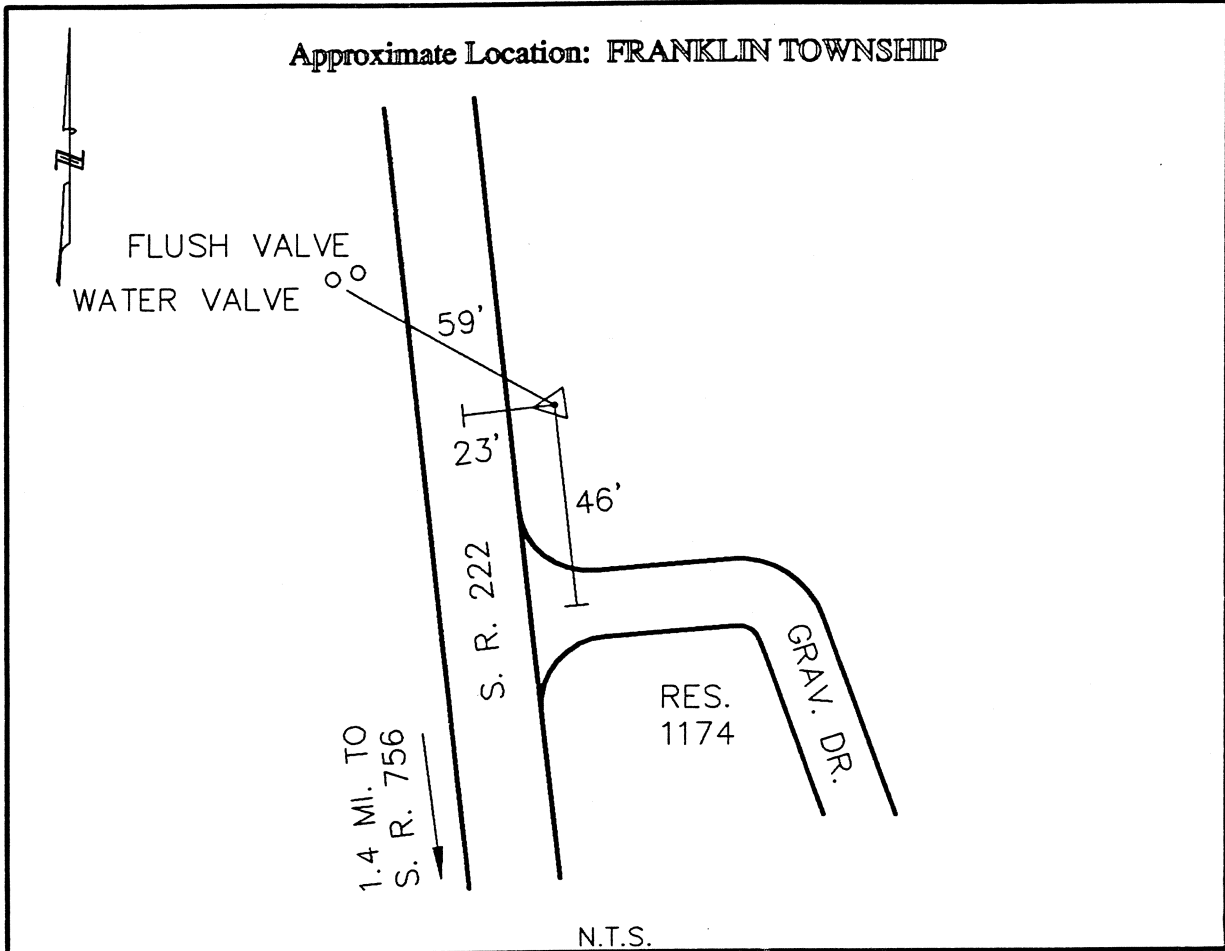 Approximate Location: FRANKLIN TOWNSHIP
N
FLUSH VALVE
WATER VALVE
59'
23'
46'
S. R. 222
GRAV. DR.
RES.
1174
1.4 MI. TO
S. R. 756
N.T.S.